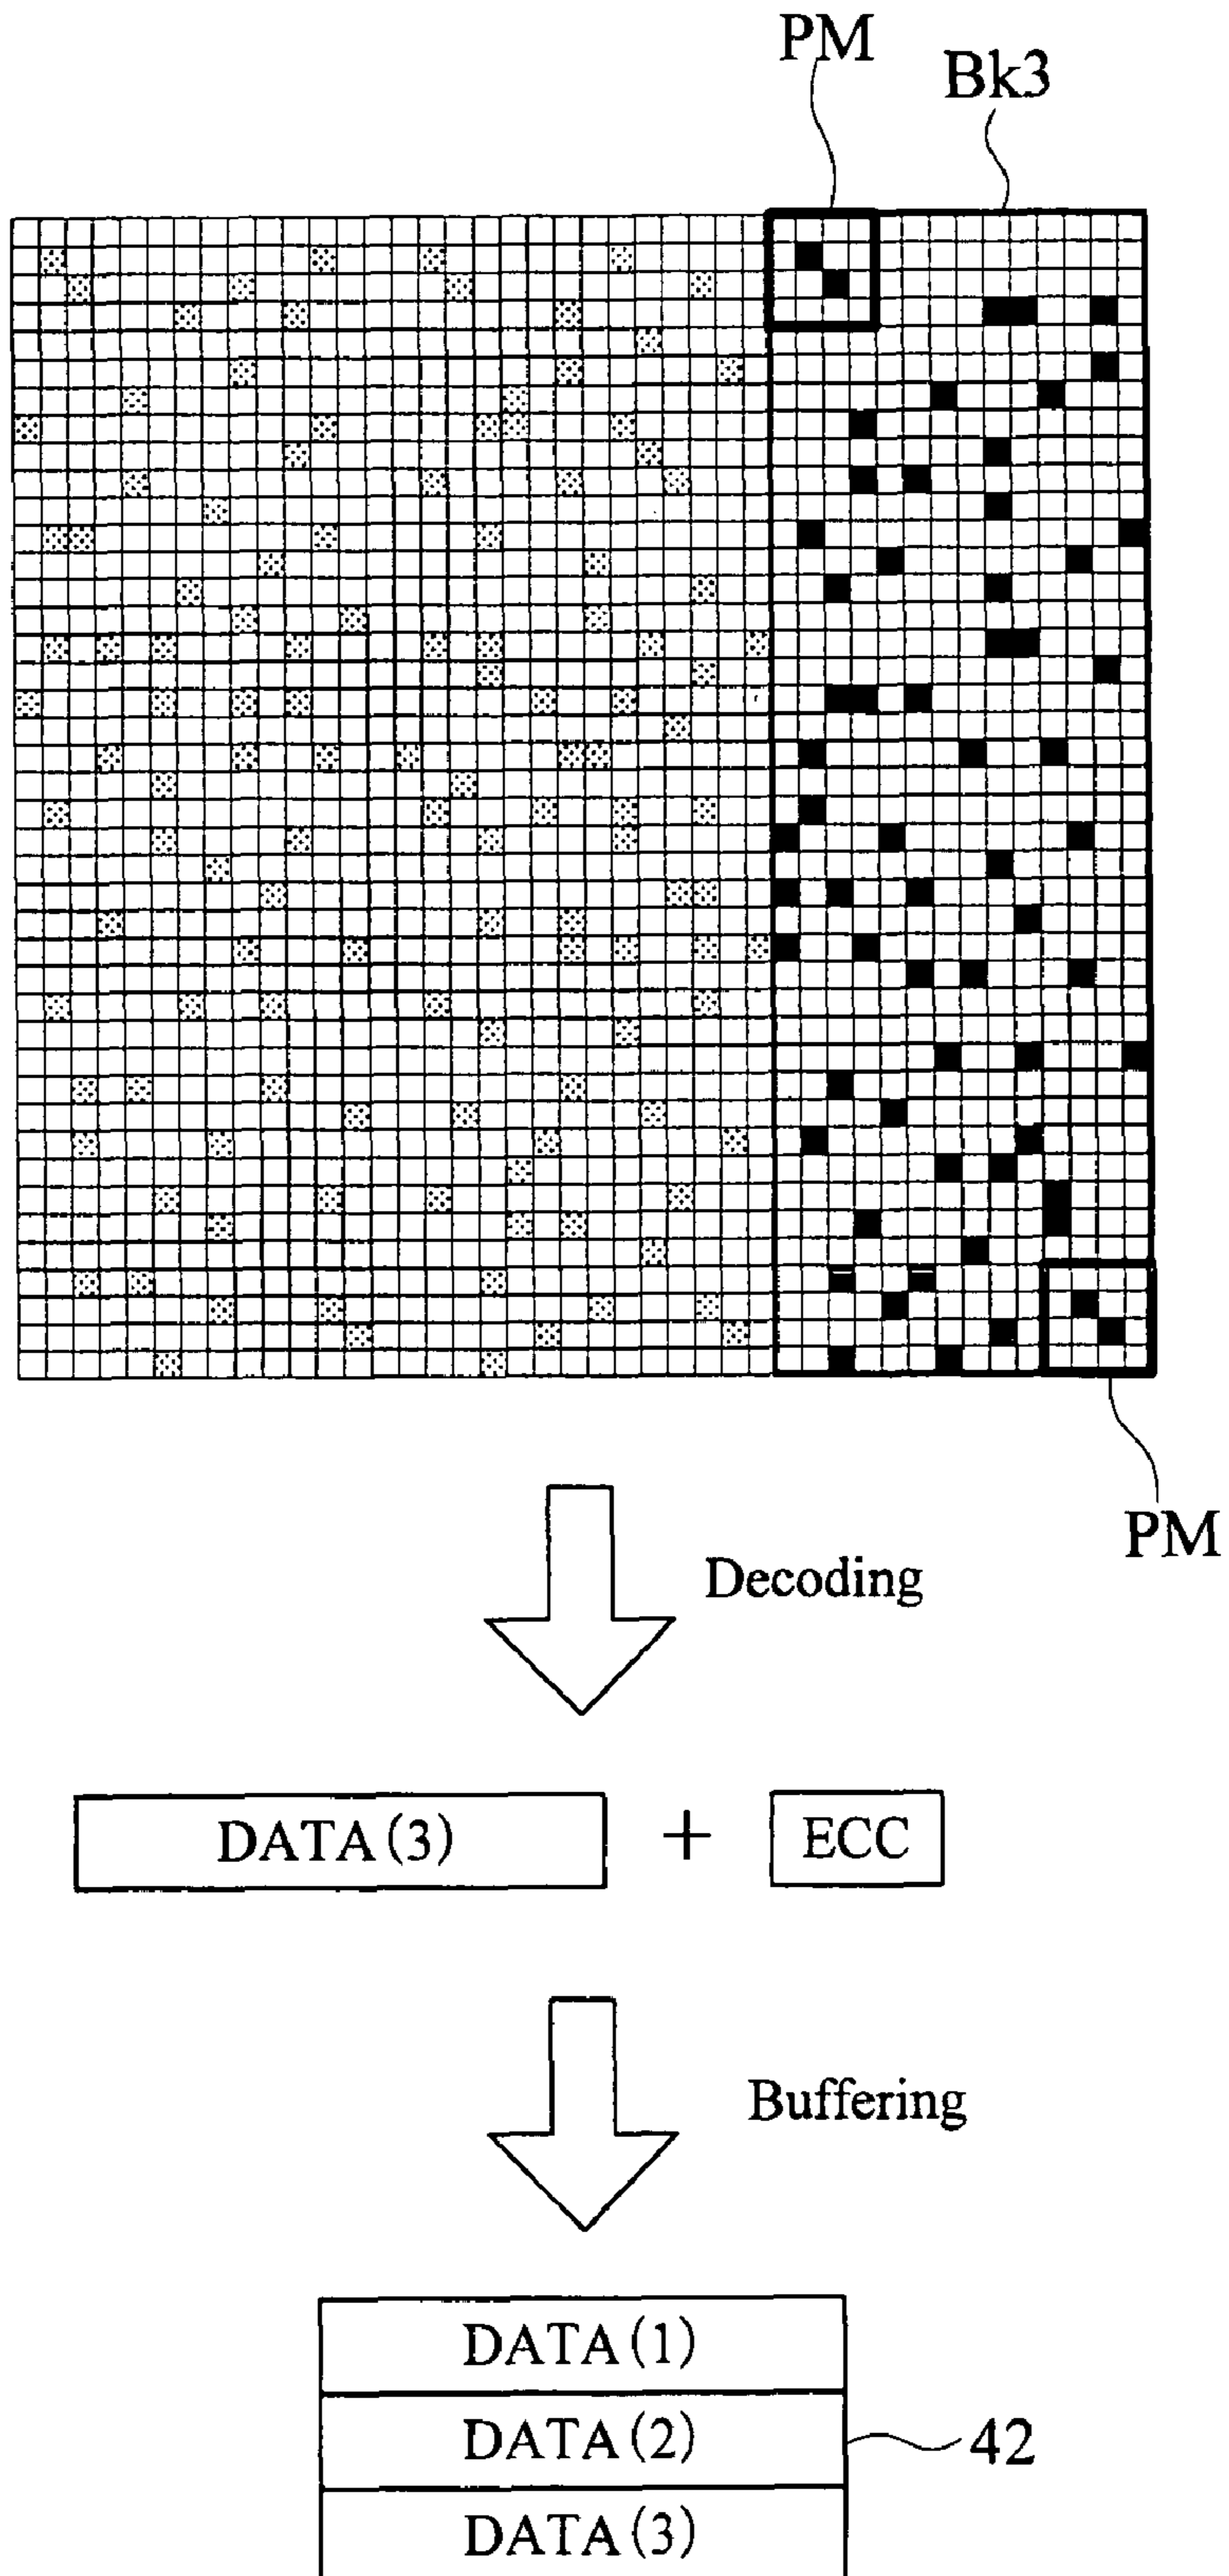 PM
Bk3
PM
Decoding
DATA(3) + ECC
Buffering
DATA(1)
DATA(2)
42
DATA(3)